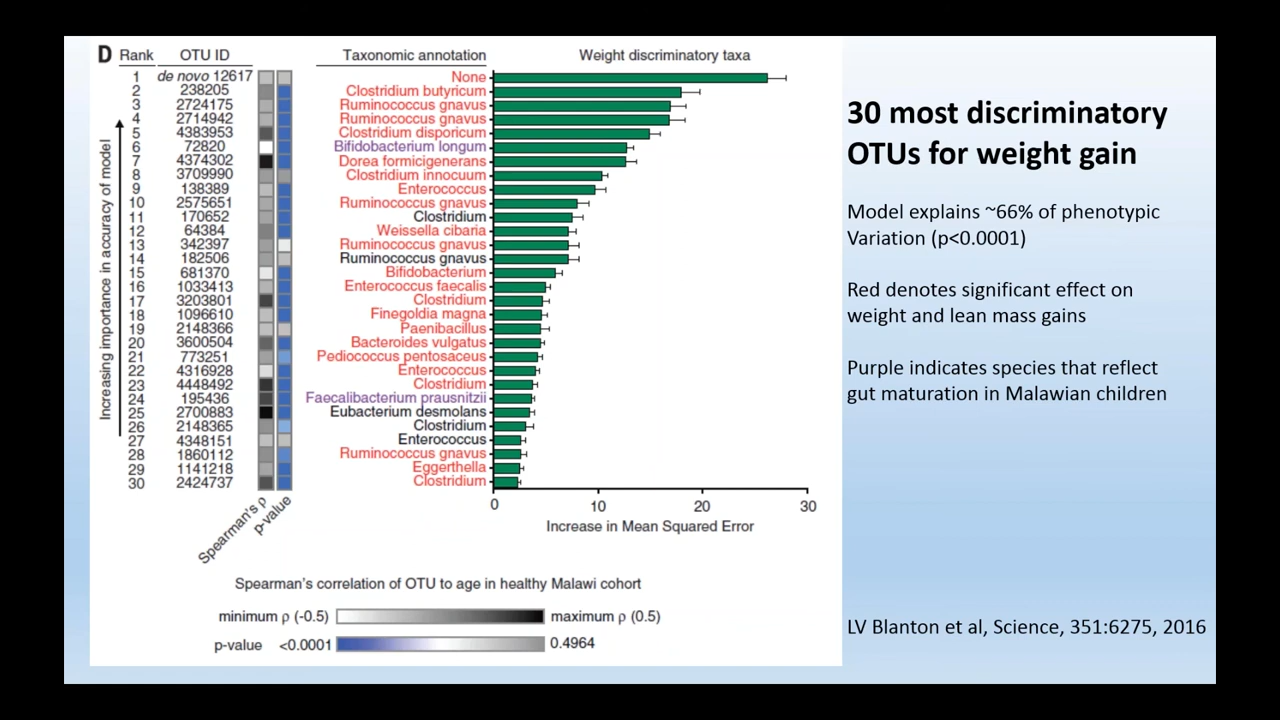 D Rank OTU ID Taxonomic annotation Weight discriminatory taxa
1 de novo 12617 None
2 238205 Clostridium butyricum
3 2724175 Ruminococcus gnavus
4 2714942 Ruminococcus gnavus
5 4383953 Clostridium disporicum
6 72820 Bifidobacterium longum
7 4374302 Dorea formicigenerans
8 3709990 Clostridium innocuum
9 138389 Enterococcus
10 2575651 Ruminococcus gnavus
11 170652 Clostridium
12 64384 Weissella cibaria
13 342397 Ruminococcus gnavus
14 182506 Ruminococcus gnavus
15 681370 Bifidobacterium
16 1033413 Enterococcus faecalis
17 3203801 Clostridium
18 1096610 Finegoldia magna
19 2148366 Paenibacillus
20 3600504 Bacteroides vulgatus
21 773251 Pediococcus pentosaceus
22 4316928 Enterococcus
23 4448492 Clostridium
24 195436 Faecalibacterium prausnitzii
25 2700883 Eubacterium desmolans
26 2148365 Clostridium
27 4348151 Enterococcus
28 1860112 Ruminococcus gnavus
29 1141218 Eggerthella
30 2424737 Clostridium
Increasing importance in accuracy of model
Spearman's ρ
p-value
0 10 20 30
Increase in Mean Squared Error
Spearman's correlation of OTU to age in healthy Malawi cohort
minimum ρ (-0.5) maximum ρ (0.5)
p-value <0.0001 0.4964
30 most discriminatory
OTUs for weight gain
Model explains ~66% of phenotypic
Variation (p<0.0001)
Red denotes significant effect on
weight and lean mass gains
Purple indicates species that reflect
gut maturation in Malawian children
LV Blanton et al, Science, 351:6275, 2016